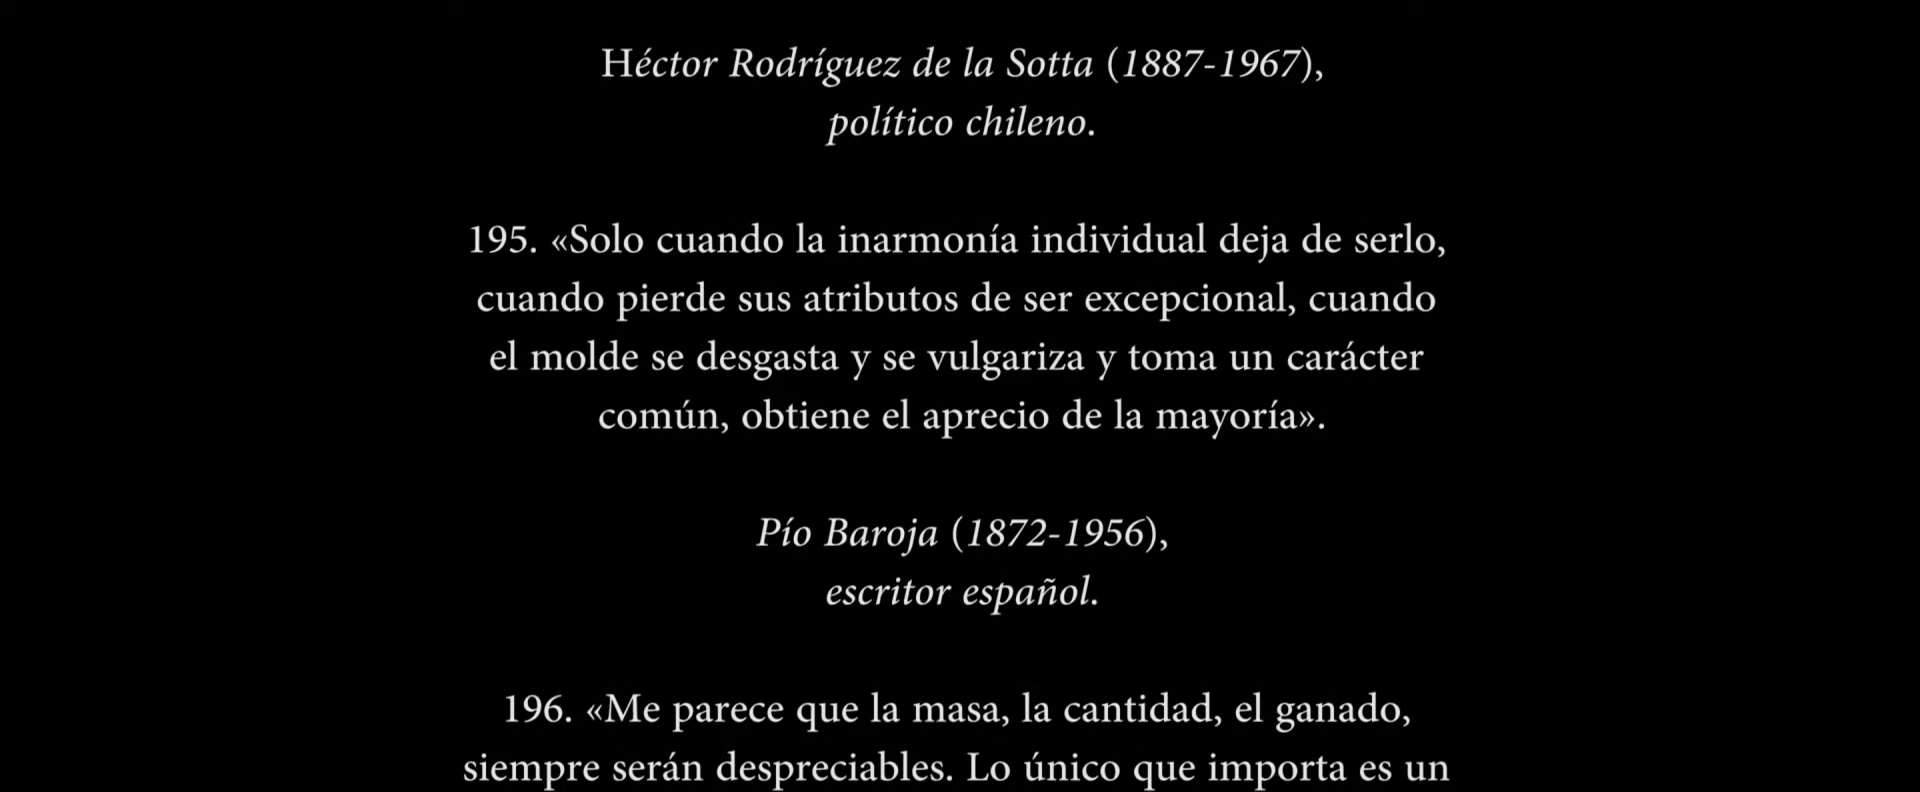 Héctor Rodríguez de la Sotta (1887-1967),
político chileno.
195. «Solo cuando la inarmonía individual deja de serlo,
cuando pierde sus atributos de ser excepcional, cuando
el molde se desgasta y se vulgariza y toma un carácter
común, obtiene el aprecio de la mayoría».
Pío Baroja (1872-1956),
escritor español.
196. «Me parece que la masa, la cantidad, el ganado,
siempre serán despreciables. Lo único que importa es un